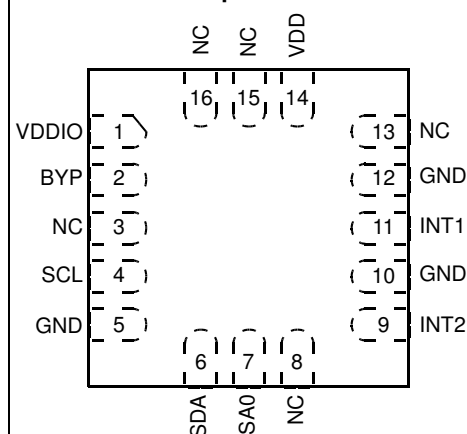 NC NC VDD
16 15 14
VDDIO 1 13 NC
BYP 2 12 GND
NC 3 11 INT1
SCL 4 10 GND
GND 5 9 INT2
6 7 8
SDA SA0 NC